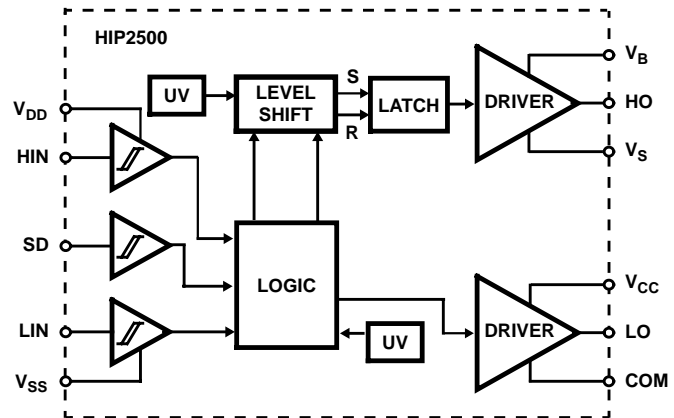 HIP2500
V_DD
HIN
SD
LIN
V_SS
UV
LEVEL
SHIFT
S
R
LATCH
DRIVER
V_B
HO
V_S
LOGIC
UV
DRIVER
V_CC
LO
COM